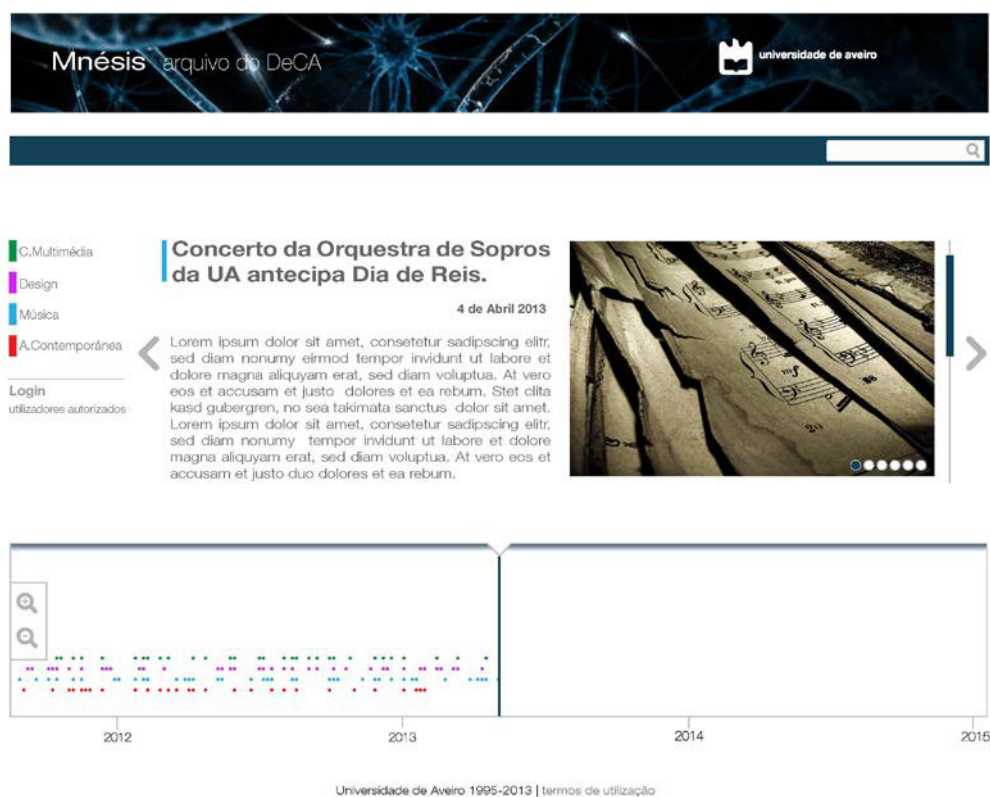 Mnésis arquivo do DeCA
universidade de aveiro
C.Multimédia
Design
Música
A.Contemporânea
Login
utilizadores autorizados
Concerto da Orquestra de Sopros
da UA antecipa Dia de Reis.
4 de Abril 2013
Lorem ipsum dolor sit amet, consetetur sadipscing elitr,
sed diam nonumy eirmod tempor invidunt ut labore et
dolore magna aliquyam erat, sed diam voluptua. At vero
eos et accusam et justo dolores et ea rebum. Stet clita
kasd gubergren, no sea takimata sanctus dolor sit amet.
Lorem ipsum dolor sit amet, consetetur sadipscing elitr,
sed diam nonumy tempor invidunt ut labore et dolore
magna aliquyam erat, sed diam voluptua. At vero eos et
accusam et justo duo dolores et ea rebum.
mf
20
2012
2013
2014
2015
Universidade de Aveiro 1995-2013 | termos de utilização